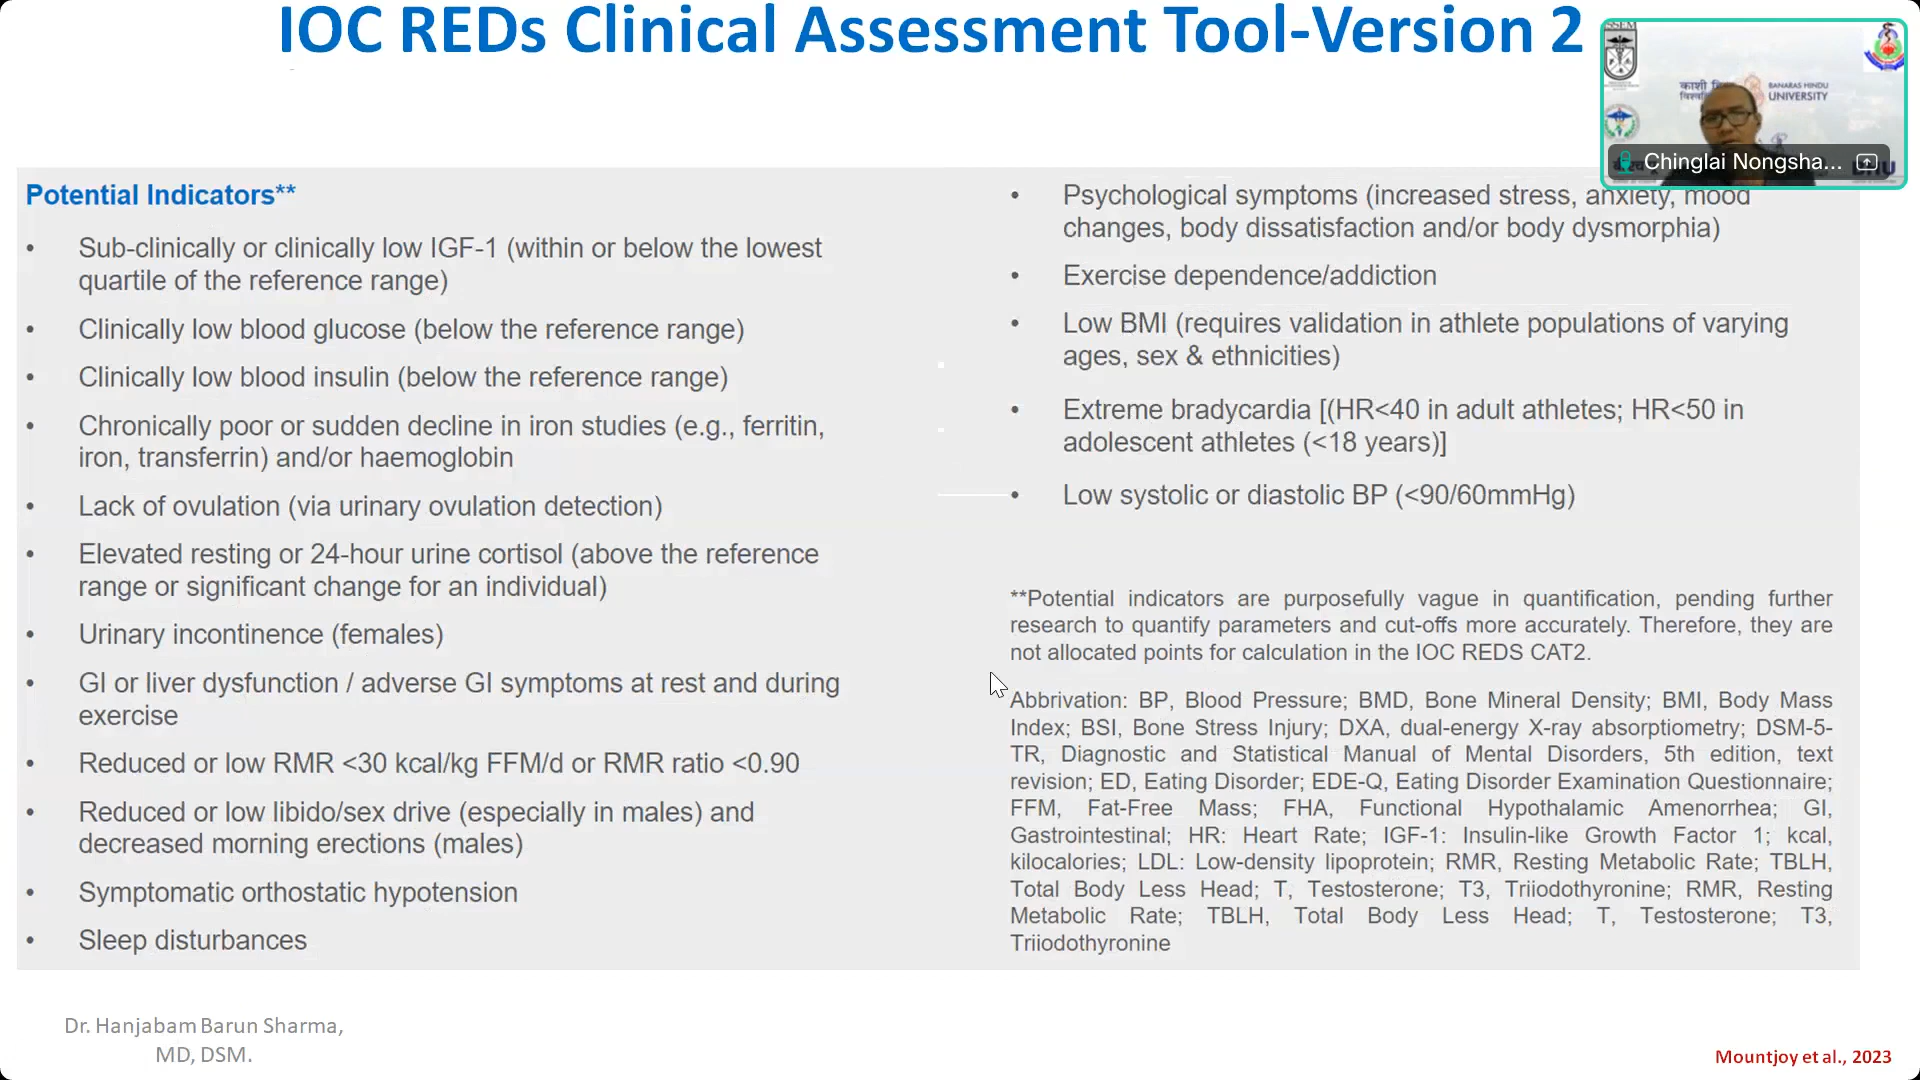 IOC REDs Clinical Assessment Tool-Version 2
BANARAS HINDU
UNIVERSITY
Chinglai Nongsha...
Potential Indicators**
• Sub-clinically or clinically low IGF-1 (within or below the lowest
quartile of the reference range)
• Clinically low blood glucose (below the reference range)
• Clinically low blood insulin (below the reference range)
• Chronically poor or sudden decline in iron studies (e.g., ferritin,
iron, transferrin) and/or haemoglobin
• Lack of ovulation (via urinary ovulation detection)
• Elevated resting or 24-hour urine cortisol (above the reference
range or significant change for an individual)
• Urinary incontinence (females)
• GI or liver dysfunction / adverse GI symptoms at rest and during
exercise
• Reduced or low RMR <30 kcal/kg FFM/d or RMR ratio <0.90
• Reduced or low libido/sex drive (especially in males) and
decreased morning erections (males)
• Symptomatic orthostatic hypotension
• Sleep disturbances
• Psychological symptoms (increased stress, anxiety, mood
changes, body dissatisfaction and/or body dysmorphia)
• Exercise dependence/addiction
• Low BMI (requires validation in athlete populations of varying
ages, sex & ethnicities)
• Extreme bradycardia [(HR<40 in adult athletes; HR<50 in
adolescent athletes (<18 years)]
• Low systolic or diastolic BP (<90/60mmHg)
**Potential indicators are purposefully vague in quantification, pending further
research to quantify parameters and cut-offs more accurately. Therefore, they are
not allocated points for calculation in the IOC REDS CAT2.
Abbrivation: BP, Blood Pressure; BMD, Bone Mineral Density; BMI, Body Mass
Index; BSI, Bone Stress Injury; DXA, dual-energy X-ray absorptiometry; DSM-5-
TR, Diagnostic and Statistical Manual of Mental Disorders, 5th edition, text
revision; ED, Eating Disorder; EDE-Q, Eating Disorder Examination Questionnaire;
FFM, Fat-Free Mass; FHA, Functional Hypothalamic Amenorrhea; GI,
Gastrointestinal; HR: Heart Rate; IGF-1: Insulin-like Growth Factor 1; kcal,
kilocalories; LDL: Low-density lipoprotein; RMR, Resting Metabolic Rate; TBLH,
Total Body Less Head; T, Testosterone; T3, Triiodothyronine; RMR, Resting
Metabolic Rate; TBLH, Total Body Less Head; T, Testosterone; T3,
Triiodothyronine
Dr. Hanjabam Barun Sharma,
MD, DSM.
Mountjoy et al., 2023